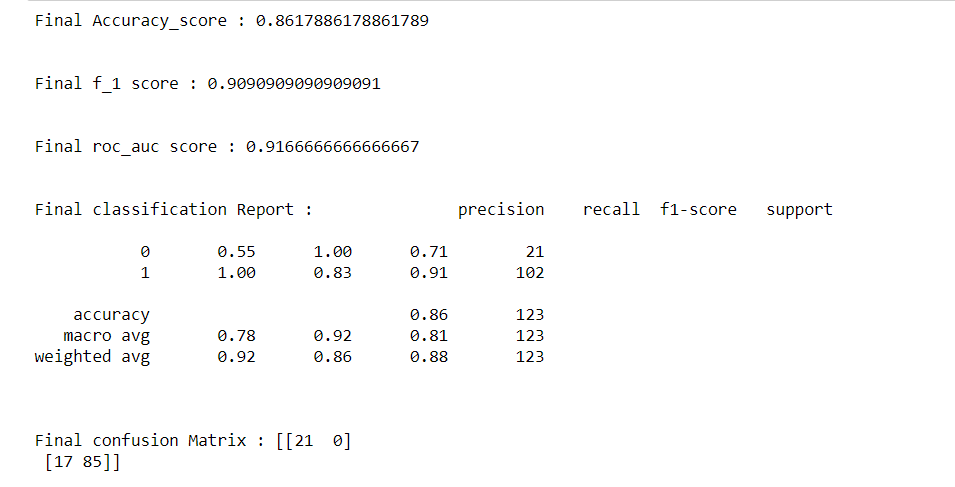 Final Accuracy_score : 0.8617886178861789
Final f_1 score : 0.9090909090909091
Final roc_auc score : 0.9166666666666667
Final classification Report :               precision    recall  f1-score   support
0       0.55      1.00      0.71        21
1       1.00      0.83      0.91       102
accuracy                           0.86       123
macro avg       0.78      0.92      0.81       123
weighted avg       0.92      0.86      0.88       123
Final confusion Matrix : [[21  0]
[17 85]]